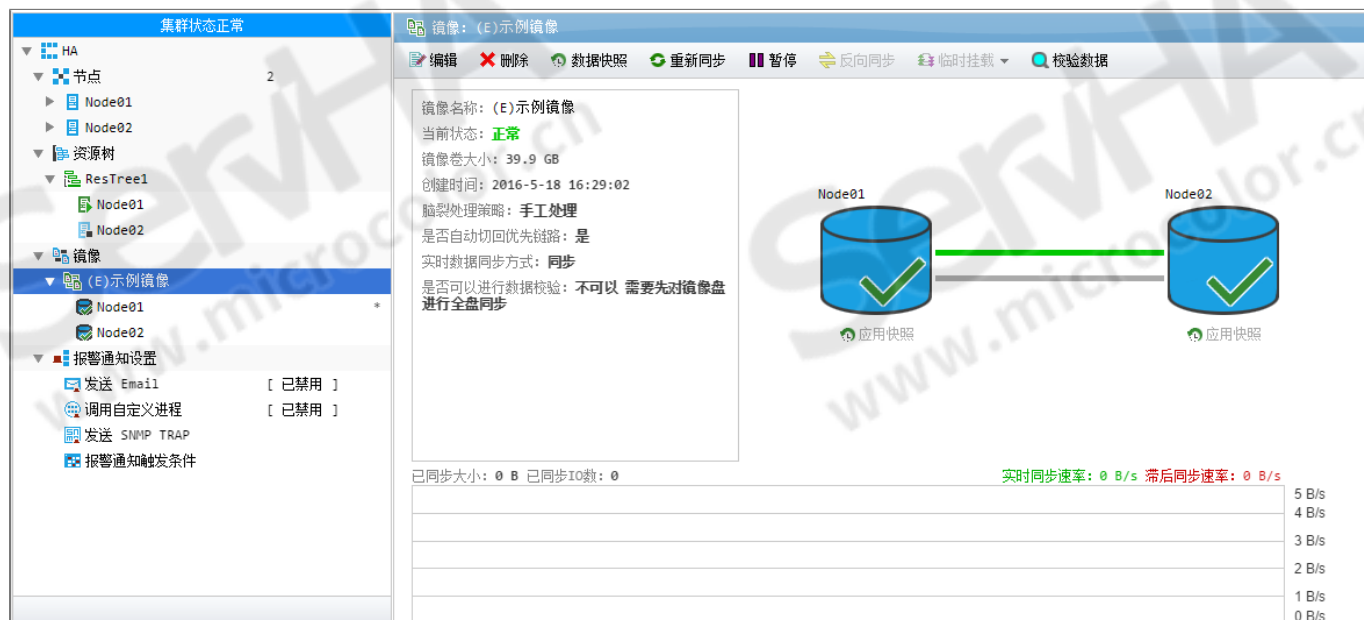 集群状态正常
HA
节点 2
Node01
Node02
资源树
ResTree1
Node01
Node02
镜像
(E)示例镜像
Node01 *
Node02
报警通知设置
发送 Email [ 已禁用 ]
调用自定义进程 [ 已禁用 ]
发送 SNMP TRAP
报警通知触发条件
镜像: (E)示例镜像
编辑 删除 数据快照 重新同步 暂停 反向同步 临时挂载 校验数据
镜像名称: (E)示例镜像
当前状态: 正常
镜像卷大小: 39.9 GB
创建时间: 2016-5-18 16:29:02
脑裂处理策略: 手工处理
是否自动切回优先链路: 是
实时数据同步方式: 同步
是否可以进行数据校验: 不可以 需要先对镜像盘
进行全盘同步
Node01 Node02
应用快照 应用快照
已同步大小: 0 B 已同步IO数: 0 实时同步速率: 0 B/s 滞后同步速率: 0 B/s
5 B/s
4 B/s
3 B/s
2 B/s
1 B/s
0 B/s
ServHA
www.microcolor.cn
ServHA
www.microcolor.cn